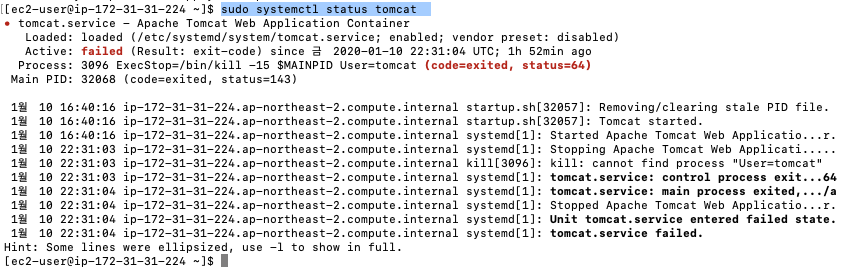 [[ec2-user@ip-172-31-31-224 ~]$ sudo systemctl status tomcat
● tomcat.service - Apache Tomcat Web Application Container
Loaded: loaded (/etc/systemd/system/tomcat.service; enabled; vendor preset: disabled)
Active: failed (Result: exit-code) since 금 2020-01-10 22:31:04 UTC; 1h 52min ago
Process: 3096 ExecStop=/bin/kill -15 $MAINPID User=tomcat (code=exited, status=64)
Main PID: 32068 (code=exited, status=143)

1월 10 16:40:16 ip-172-31-31-224.ap-northeast-2.compute.internal startup.sh[32057]: Removing/clearing stale PID file.
1월 10 16:40:16 ip-172-31-31-224.ap-northeast-2.compute.internal startup.sh[32057]: Tomcat started.
1월 10 16:40:16 ip-172-31-31-224.ap-northeast-2.compute.internal systemd[1]: Started Apache Tomcat Web Applicatio...r.
1월 10 22:31:03 ip-172-31-31-224.ap-northeast-2.compute.internal systemd[1]: Stopping Apache Tomcat Web Applicati.....
1월 10 22:31:03 ip-172-31-31-224.ap-northeast-2.compute.internal kill[3096]: kill: cannot find process "User=tomcat"
1월 10 22:31:03 ip-172-31-31-224.ap-northeast-2.compute.internal systemd[1]: tomcat.service: control process exit...64
1월 10 22:31:04 ip-172-31-31-224.ap-northeast-2.compute.internal systemd[1]: tomcat.service: main process exited,.../a
1월 10 22:31:04 ip-172-31-31-224.ap-northeast-2.compute.internal systemd[1]: Stopped Apache Tomcat Web Applicatio...r.
1월 10 22:31:04 ip-172-31-31-224.ap-northeast-2.compute.internal systemd[1]: Unit tomcat.service entered failed state.
1월 10 22:31:04 ip-172-31-31-224.ap-northeast-2.compute.internal systemd[1]: tomcat.service failed.
Hint: Some lines were ellipsized, use -l to show in full.
[ec2-user@ip-172-31-31-224 ~]$